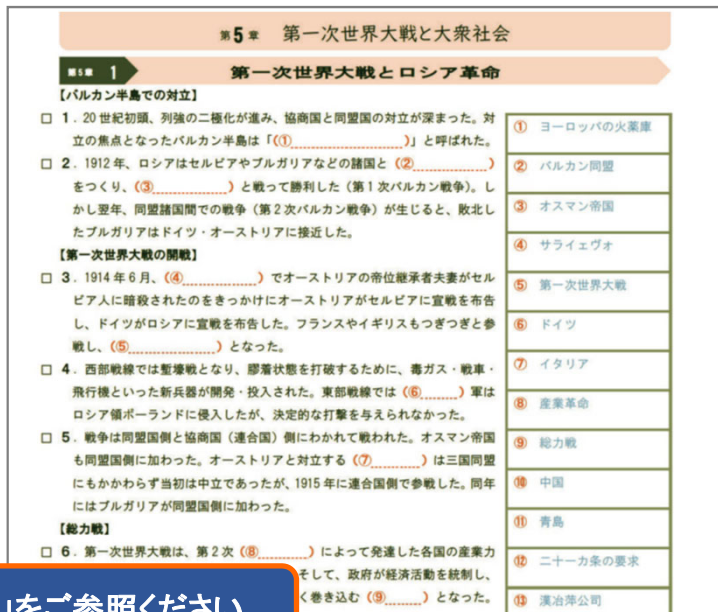 第5章 第一次世界大戦と大衆社会
第5章 1 第一次世界大戦とロシア革命
【バルカン半島での対立】
□ 1．20世紀初頭、列強の二極化が進み、協商国と同盟国の対立が深まった。対
立の焦点となったバルカン半島は「(① )」と呼ばれた。
□ 2．1912年、ロシアはセルビアやブルガリアなどの諸国と（② ）
をつくり、（③ ）と戦って勝利した（第1次バルカン戦争）。し
かし翌年、同盟諸国間での戦争（第2次バルカン戦争）が生じると、敗北し
たブルガリアはドイツ・オーストリアに接近した。
【第一次世界大戦の開戦】
□ 3．1914年6月、（④ ）でオーストリアの帝位継承者夫妻がセル
ビア人に暗殺されたのをきっかけにオーストリアがセルビアに宣戦を布告
し、ドイツがロシアに宣戦を布告した。フランスやイギリスもつぎつぎと参
戦し、（⑤ ）となった。
□ 4．西部戦線では塹壕戦となり、膠着状態を打破するために、毒ガス・戦車・
飛行機といった新兵器が開発・投入された。東部戦線では（⑥ ）軍は
ロシア領ポーランドに侵入したが、決定的な打撃を与えられなかった。
□ 5．戦争は同盟国側と協商国（連合国）側にわかれて戦われた。オスマン帝国
も同盟国側に加わった。オーストリアと対立する（⑦ ）は三国同盟
にもかかわらず当初は中立であったが、1915年に連合国側で参戦した。同年
にはブルガリアが同盟国側に加わった。
【総力戦】
□ 6．第一次世界大戦は、第2次（⑧ ）によって発達した各国の産業力
そして、政府が経済活動を統制し、
く巻き込む（⑨ ）となった。
① ヨーロッパの火薬庫
② バルカン同盟
③ オスマン帝国
④ サライェヴォ
⑤ 第一次世界大戦
⑥ ドイツ
⑦ イタリア
⑧ 産業革命
⑨ 総力戦
⑩ 中国
⑪ 青島
⑫ 二十一カ条の要求
⑬ 漢冶萍公司
をご参照ください